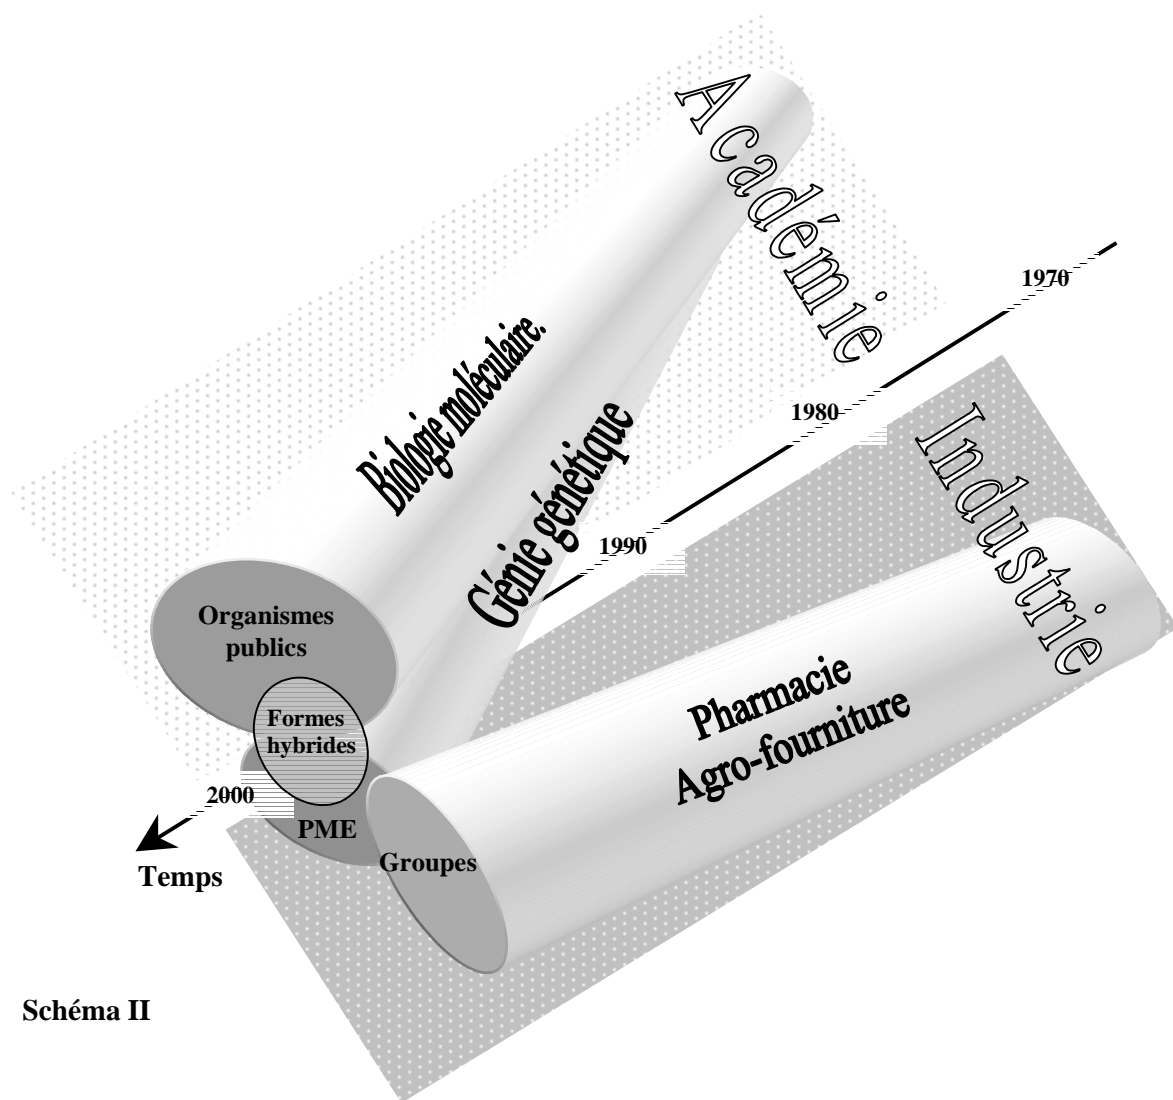 Académie
1970
Industrie
1980
Biologie moléculaire.
Génie génétique
1990
Organismes
publics
Formes
hybrides
Pharmacie
Agro-fourniture
2000
PME
Groupes
Temps
Schéma II